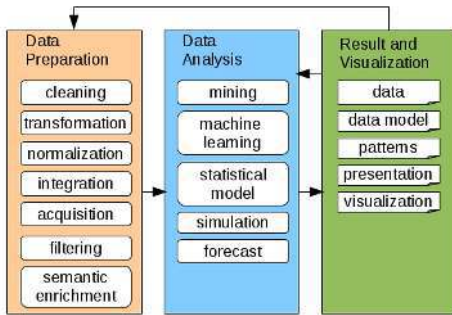 Data
Preparation
cleaning
transformation
normalization
integration
acquisition
filtering
semantic
enrichment
Data
Analysis
mining
machine
learning
statistical
model
simulation
forecast
Result and
Visualization
data
data model
patterns
presentation
visualization